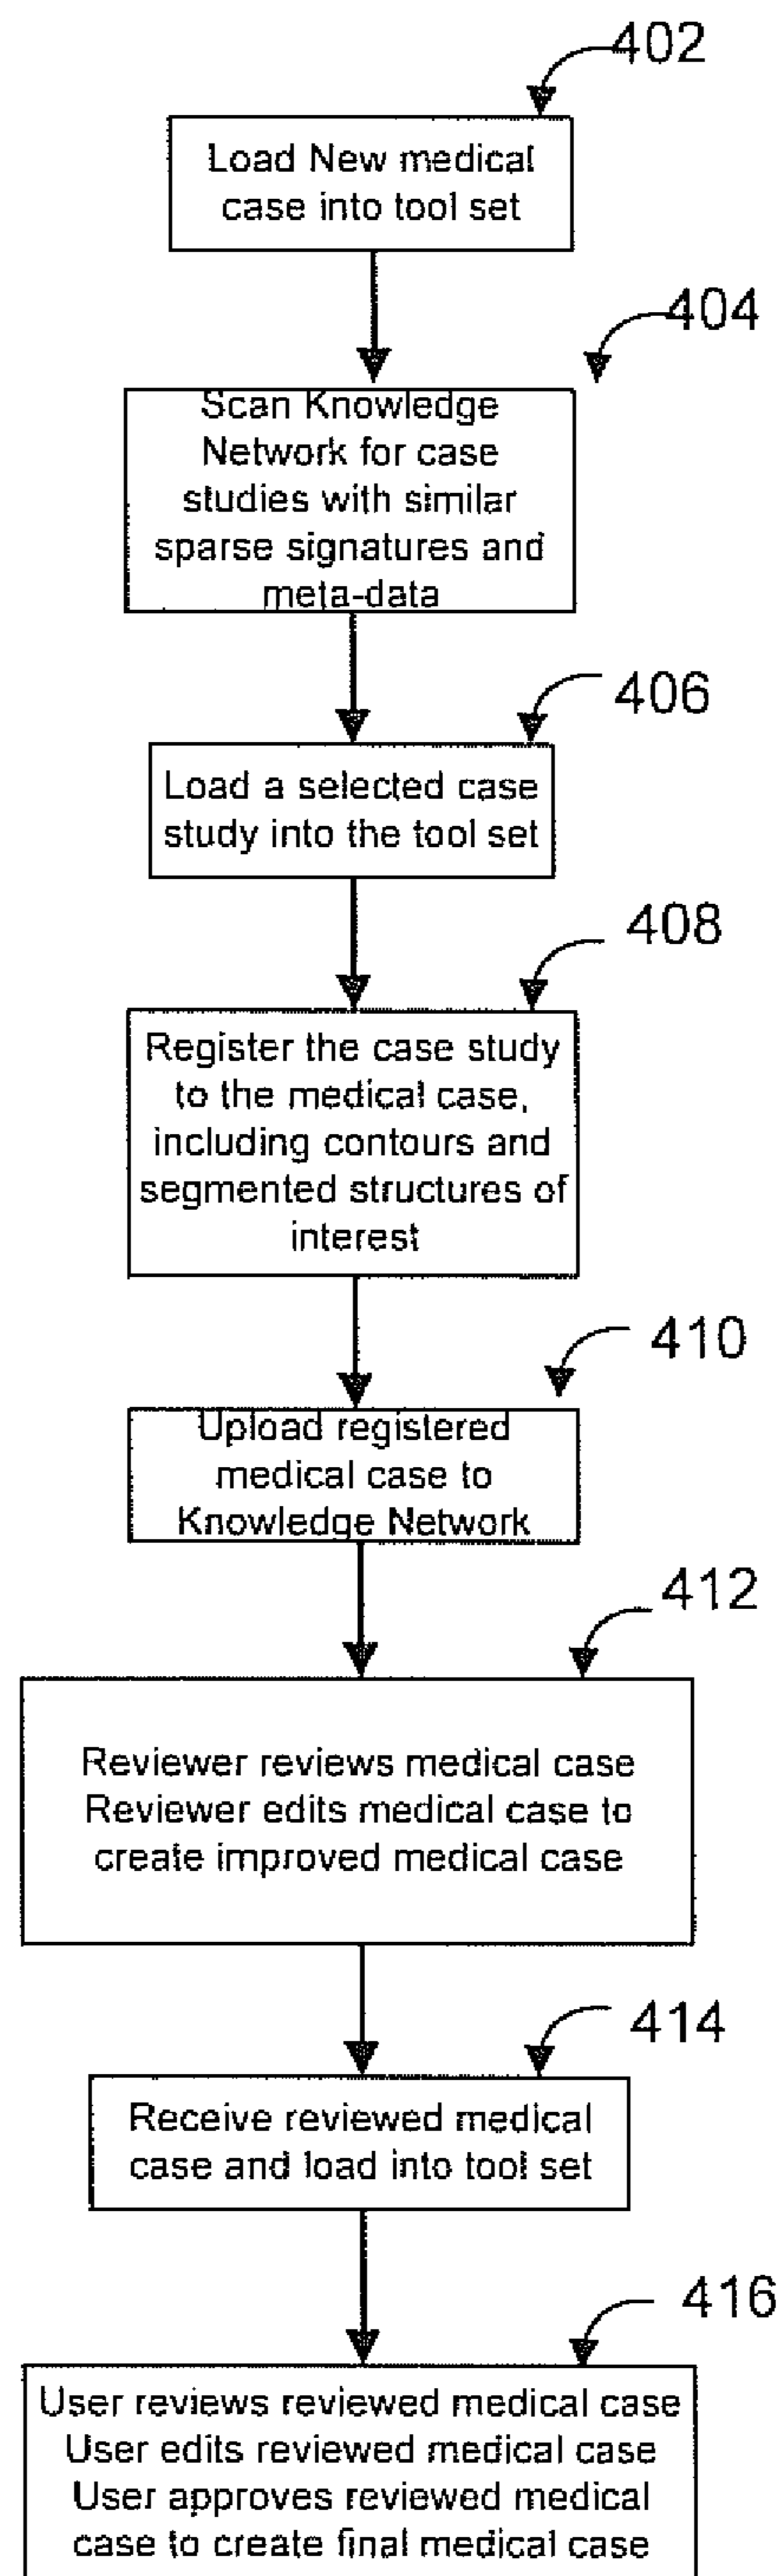 402
Load New medical
case into tool set
404
Scan Knowledge
Network for case
studies with similar
sparse signatures and
meta-data
406
Load a selected case
study into the tool set
408
Register the case study
to the medical case,
including contours and
segmented structures of
interest
410
Upload registered
medical case to
Knowledge Network
412
Reviewer reviews medical case
Reviewer edits medical case to
create improved medical case
414
Receive reviewed medical
case and load into tool set
416
User reviews reviewed medical case
User edits reviewed medical case
User approves reviewed medical
case to create final medical case